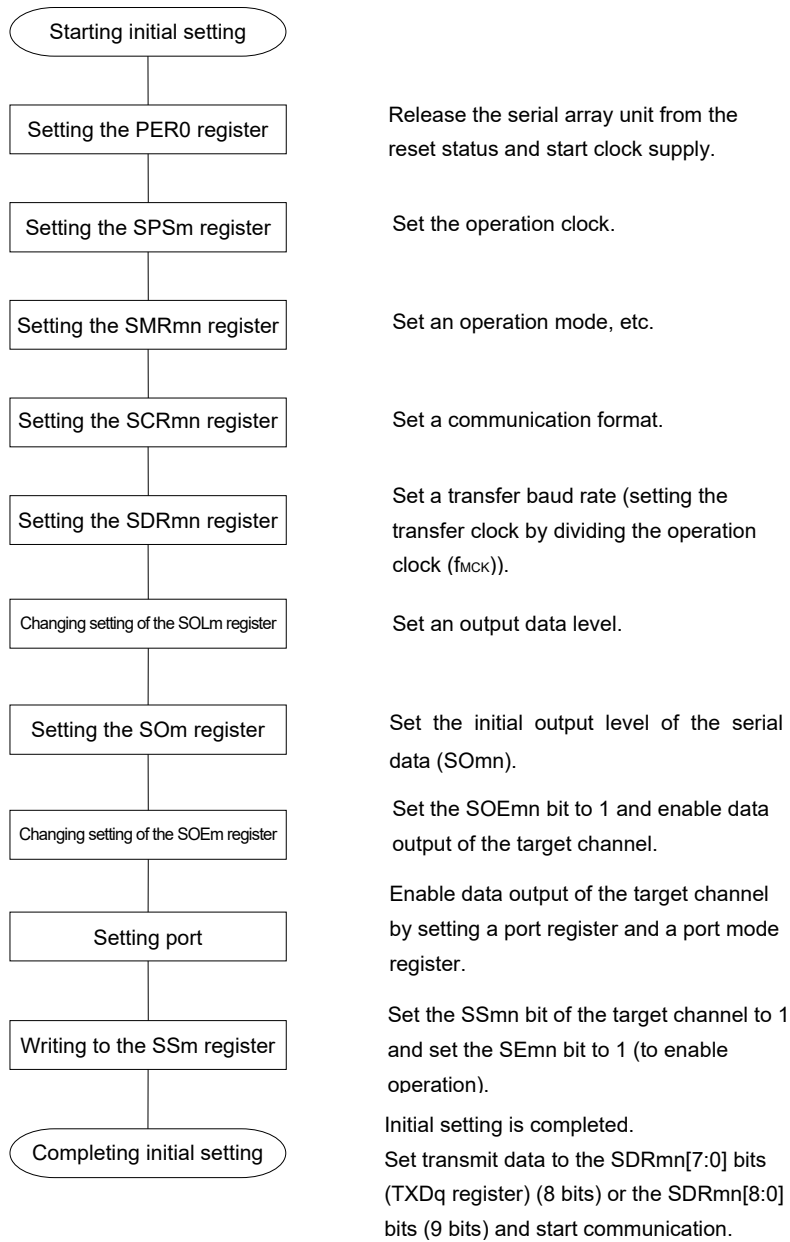 Starting initial setting
Setting the PER0 register
Release the serial array unit from the
reset status and start clock supply.
Setting the SPSm register
Set the operation clock.
Setting the SMRmn register
Set an operation mode, etc.
Setting the SCRmn register
Set a communication format.
Setting the SDRmn register
Set a transfer baud rate (setting the
transfer clock by dividing the operation
clock (fMCK)).
Changing setting of the SOLm register
Set an output data level.
Setting the SOm register
Set the initial output level of the serial
data (SOmn).
Changing setting of the SOEm register
Set the SOEmn bit to 1 and enable data
output of the target channel.
Setting port
Enable data output of the target channel
by setting a port register and a port mode
register.
Writing to the SSm register
Set the SSmn bit of the target channel to 1
and set the SEmn bit to 1 (to enable
operation).
Completing initial setting
Initial setting is completed.
Set transmit data to the SDRmn[7:0] bits
(TXDq register) (8 bits) or the SDRmn[8:0]
bits (9 bits) and start communication.